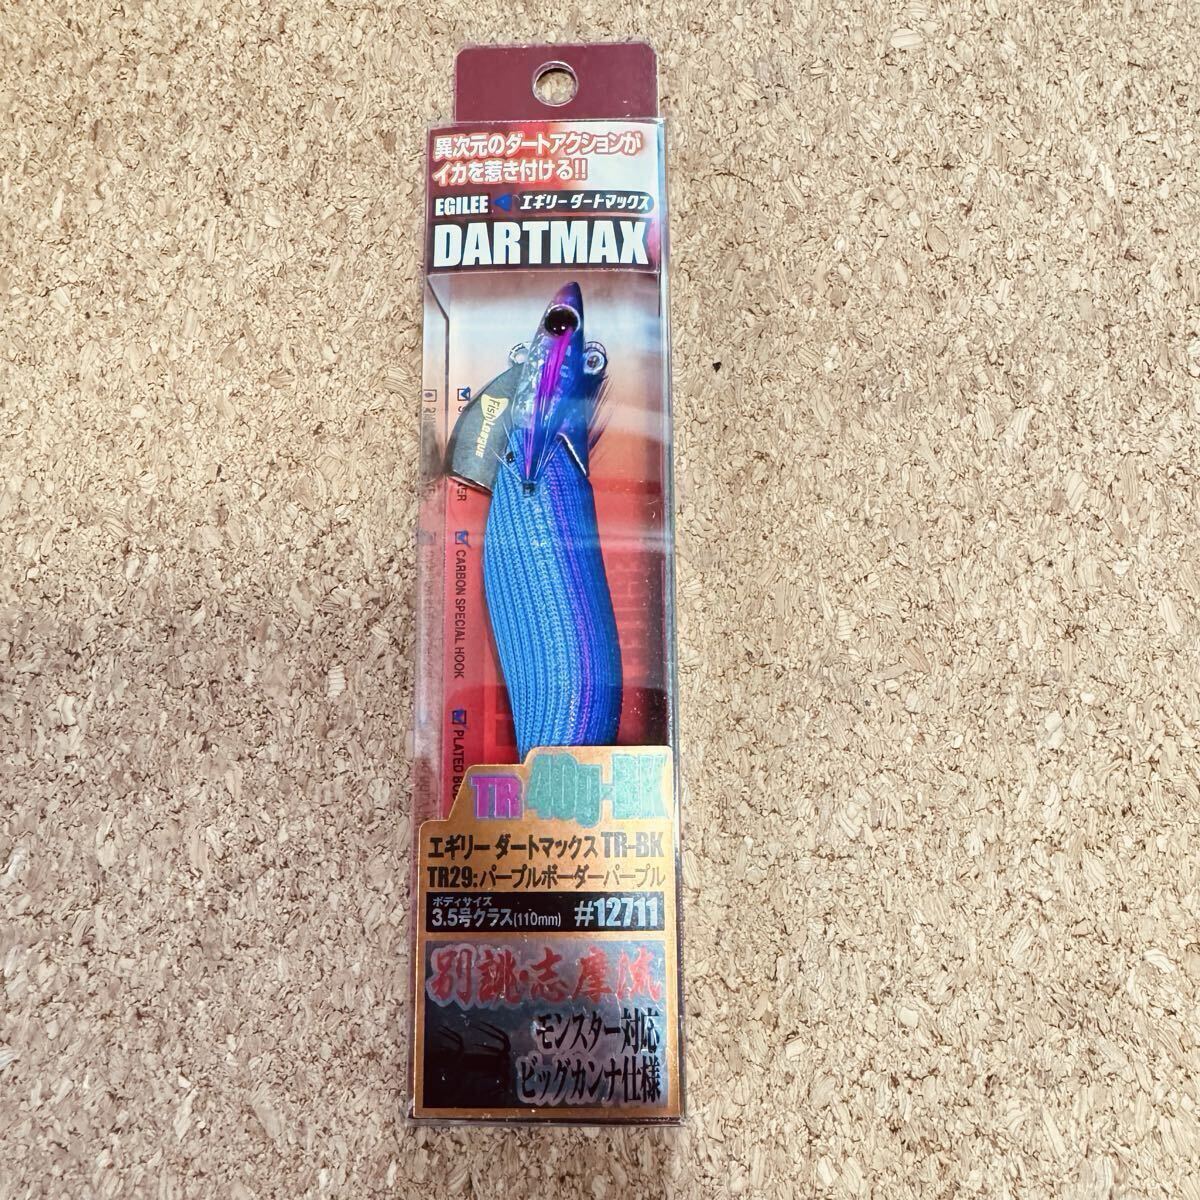 異次元のダートアクションが
イカを惹き付ける!!
EGILEE エギリーダートマックス
DARTMAX
FishLeague
CARBON SPECIAL HOOK
PLATED
TR 40g-BK
エギリー ダートマックス TR-BK
TR29:パープルボーダーパープル
ボディサイズ
3.5号クラス(110mm) #12711
別誂・志摩流
モンスター対応
ビッグカンナ仕様